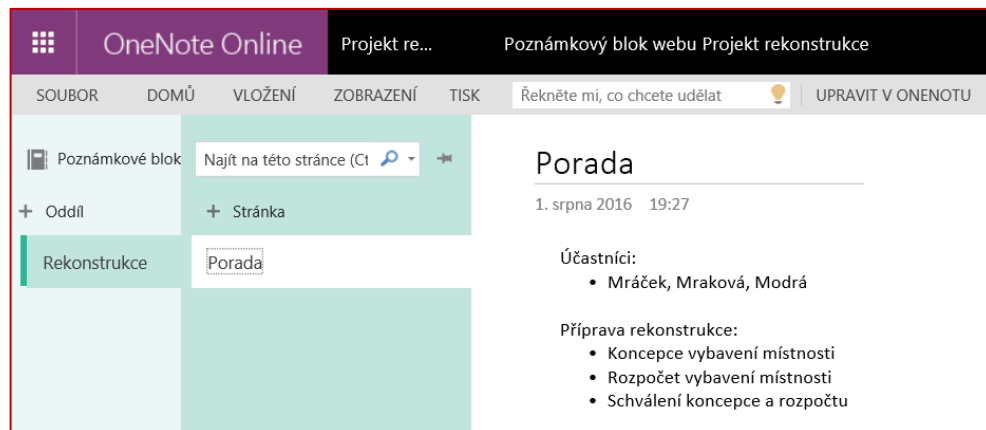 OneNote Online
Projekt re...
Poznámkový blok webu Projekt rekonstrukce
SOUBOR DOMŮ VLOŽENÍ ZOBRAZENÍ TISK Řekněte mi, co chcete udělat UPRAVIT V ONENOTU
Poznámkové blok
Najít na této stránce (Ct
+ Oddíl
+ Stránka
Rekonstrukce
Porada
Porada
1. srpna 2016 19:27
Účastníci:
• Mráček, Mraková, Modrá
Příprava rekonstrukce:
• Koncepce vybavení místnosti
• Rozpočet vybavení místnosti
• Schválení koncepce a rozpočtu